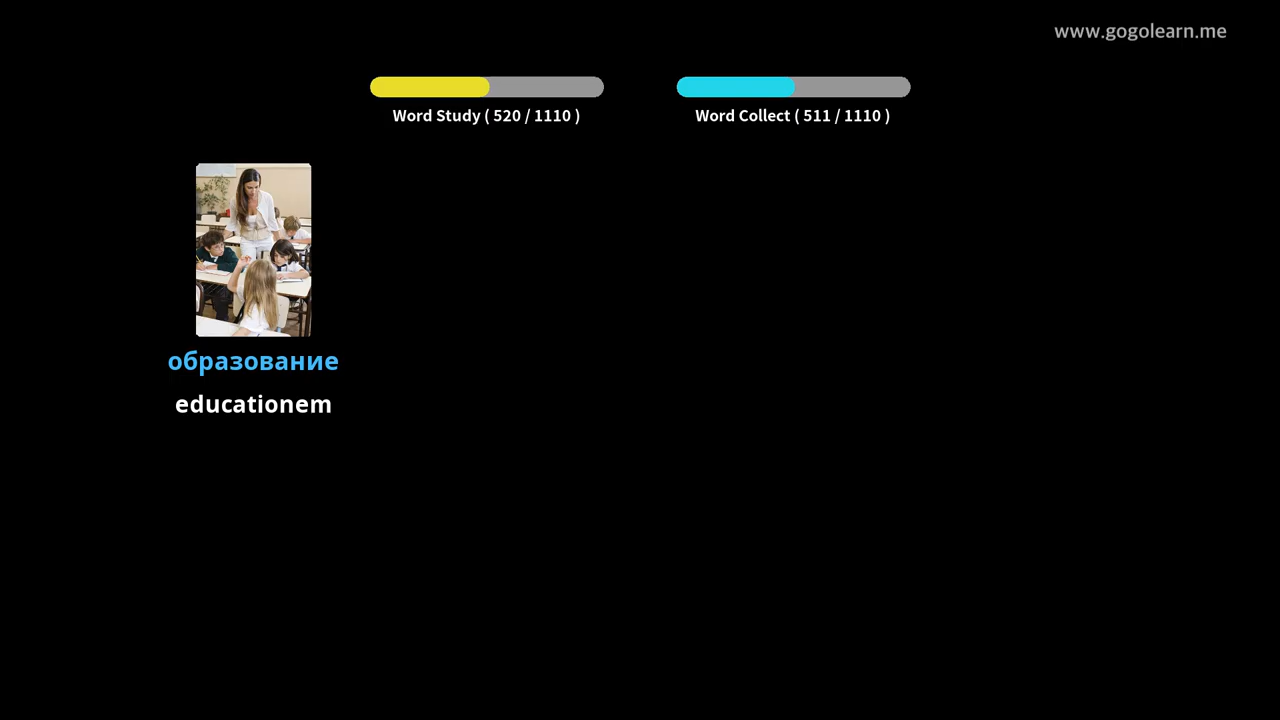 www.gogolearn.me
Word Study ( 520 / 1110 )
Word Collect ( 511 / 1110 )
образование
educationem